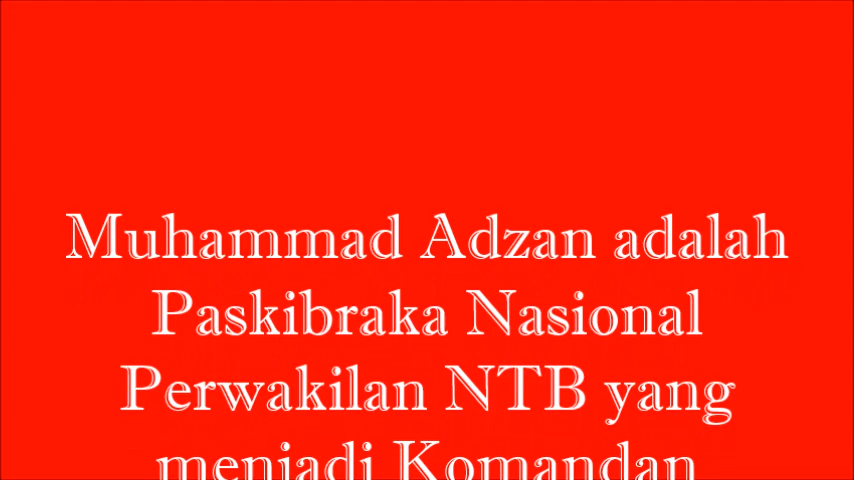 Muhammad Adzan adalah
Paskibraka Nasional
Perwakilan NTB yang
menjadi Komandan